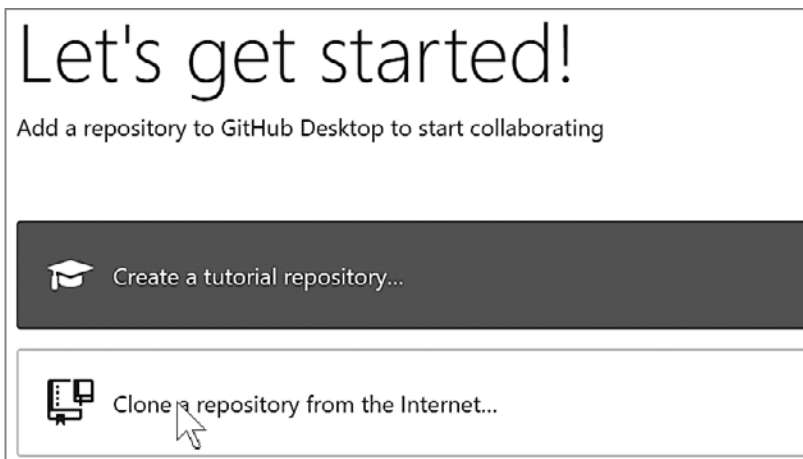 Let's get started!
Add a repository to GitHub Desktop to start collaborating
Create a tutorial repository...
Clone a repository from the Internet...